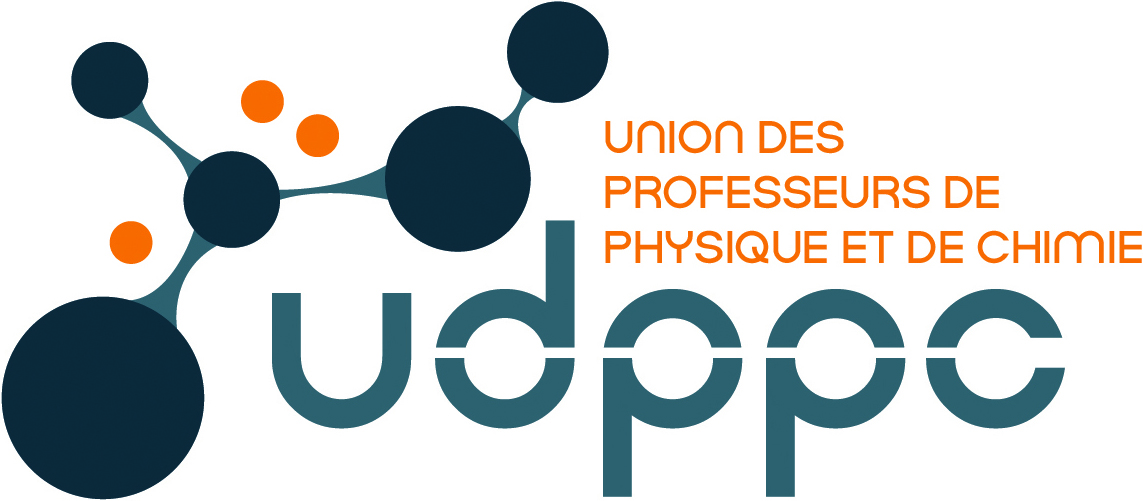 UNION DES
PROFESSEURS DE
PHYSIQUE ET DE CHIMIE
udppc